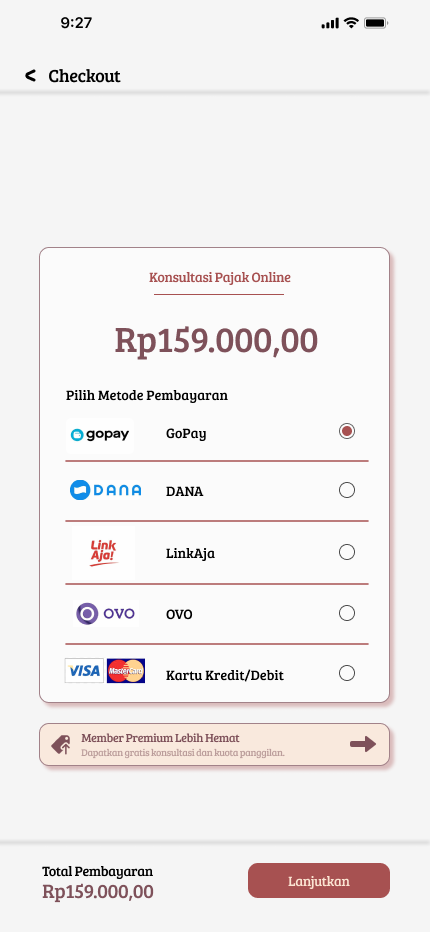 9:27
< Checkout
Konsultasi Pajak Online
Rp159.000,00
Pilih Metode Pembayaran
gopay GoPay
DANA DANA
Link Aja! LinkAja
OVO OVO
VISA MasterCard Kartu Kredit/Debit
Member Premium Lebih Hemat
Dapatkan gratis konsultasi dan kuota panggilan.
Total Pembayaran
Rp159.000,00
Lanjutkan